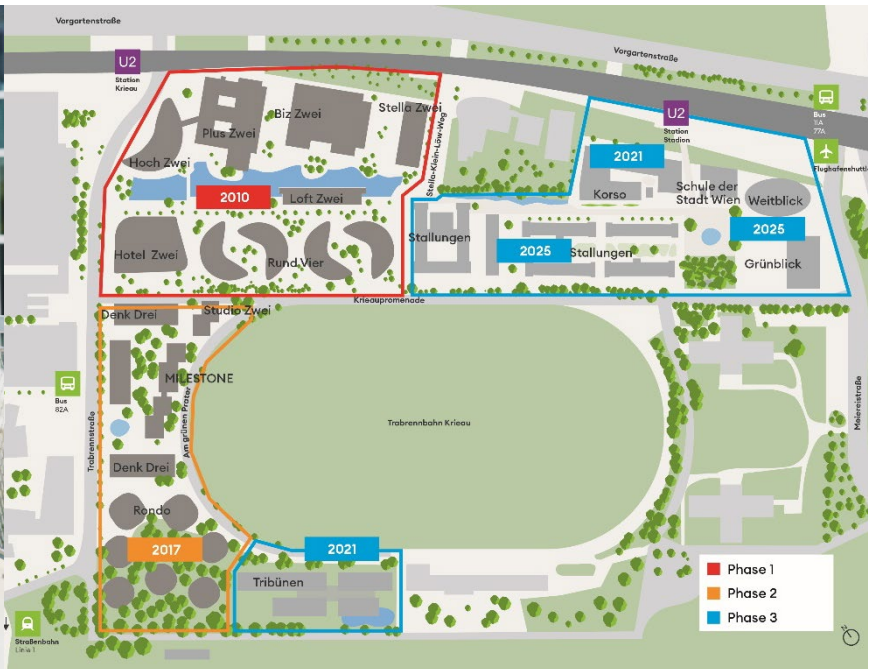 Vorgartenstraße
Vorgartenstraße
U2
Station
Krieau
Stella Zwei
Biz Zwei
Plus Zwei
Hoch Zwei
Stella-Klein-Löw-Weg
2010
Loft Zwei
Hotel Zwei
Rund Vier
U2
Station
Stadion
Bus
11A
77A
Flughafenshuttle
2021
Korso
Schule der
Stadt Wien
Weitblick
Stallungen
2025
Stallungen
2025
Grünblick
Krieaupromenade
Denk Drei
Studio Zwei
MILESTONE
Am grünen Prater
Bus
82A
Trabrennstraße
Trabrennbahn Krieau
Meiereistraße
Denk Drei
Rondo
2017
2021
Tribünen
Phase 1
Phase 2
Phase 3
Straßenbahn
Linie 1
N